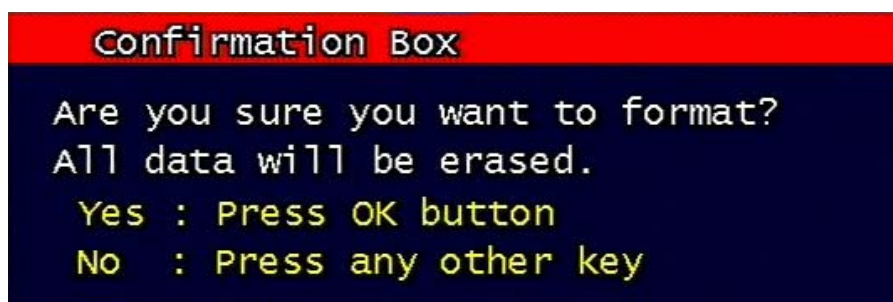 Confirmation Box
Are you sure you want to format?
All data will be erased.
Yes : Press OK button
No : Press any other key